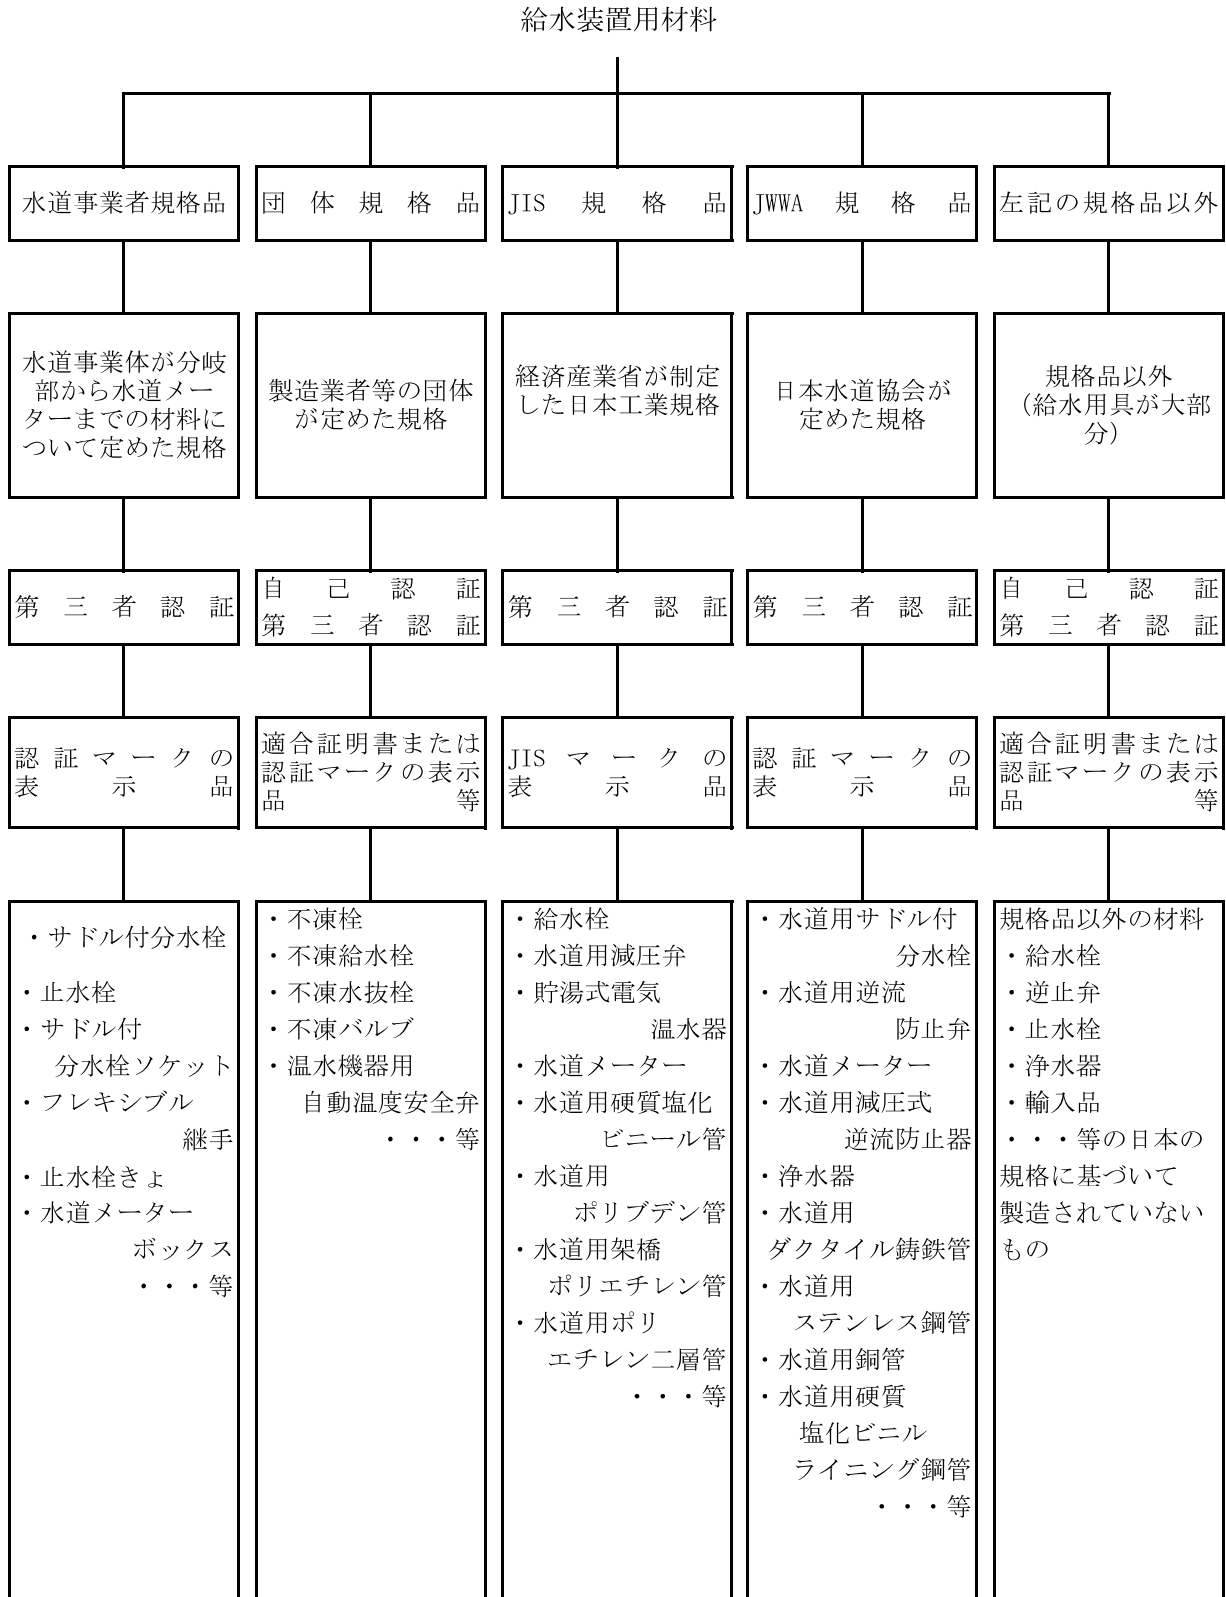 給水装置用材料
水道事業者規格品
団体規格品
JIS規格品
JWWA規格品
左記の規格品以外
水道事業体が分岐
部から水道メー
ターまでの材料に
ついて定めた規格
製造業者等の団体
が定めた規格
経済産業省が制定
した日本工業規格
日本水道協会が
定めた規格
規格品以外
(給水用具が大部
分)
第三者認証
自己認証
第三者認証
第三者認証
第三者認証
自己認証
第三者認証
認証マークの
表示品
適合証明書または
認証マークの表示
品等
JISマークの
表示品
認証マークの
表示品
適合証明書または
認証マークの表示
品等
・サドル付分水栓
・止水栓
・サドル付
分水栓ソケット
・フレキシブル
継手
・止水栓きょ
・水道メーター
ボックス
・・・等
・不凍栓
・不凍給水栓
・不凍水抜栓
・不凍バルブ
・温水機器用
自動温度安全弁
・・・等
・給水栓
・水道用減圧弁
・貯湯式電気
温水器
・水道メーター
・水道用硬質塩化
ビニール管
・水道用
ポリブデン管
・水道用架橋
ポリエチレン管
・水道用ポリ
エチレン二層管
・・・等
・水道用サドル付
分水栓
・水道用逆流
防止弁
・水道メーター
・水道用減圧式
逆流防止器
・浄水器
・水道用
ダクタイル鋳鉄管
・水道用
ステンレス鋼管
・水道用銅管
・水道用硬質
塩化ビニル
ライニング鋼管
・・・等
規格品以外の材料
・給水栓
・逆止弁
・止水栓
・浄水器
・輸入品
・・・等の日本の
規格に基づいて
製造されていない
もの